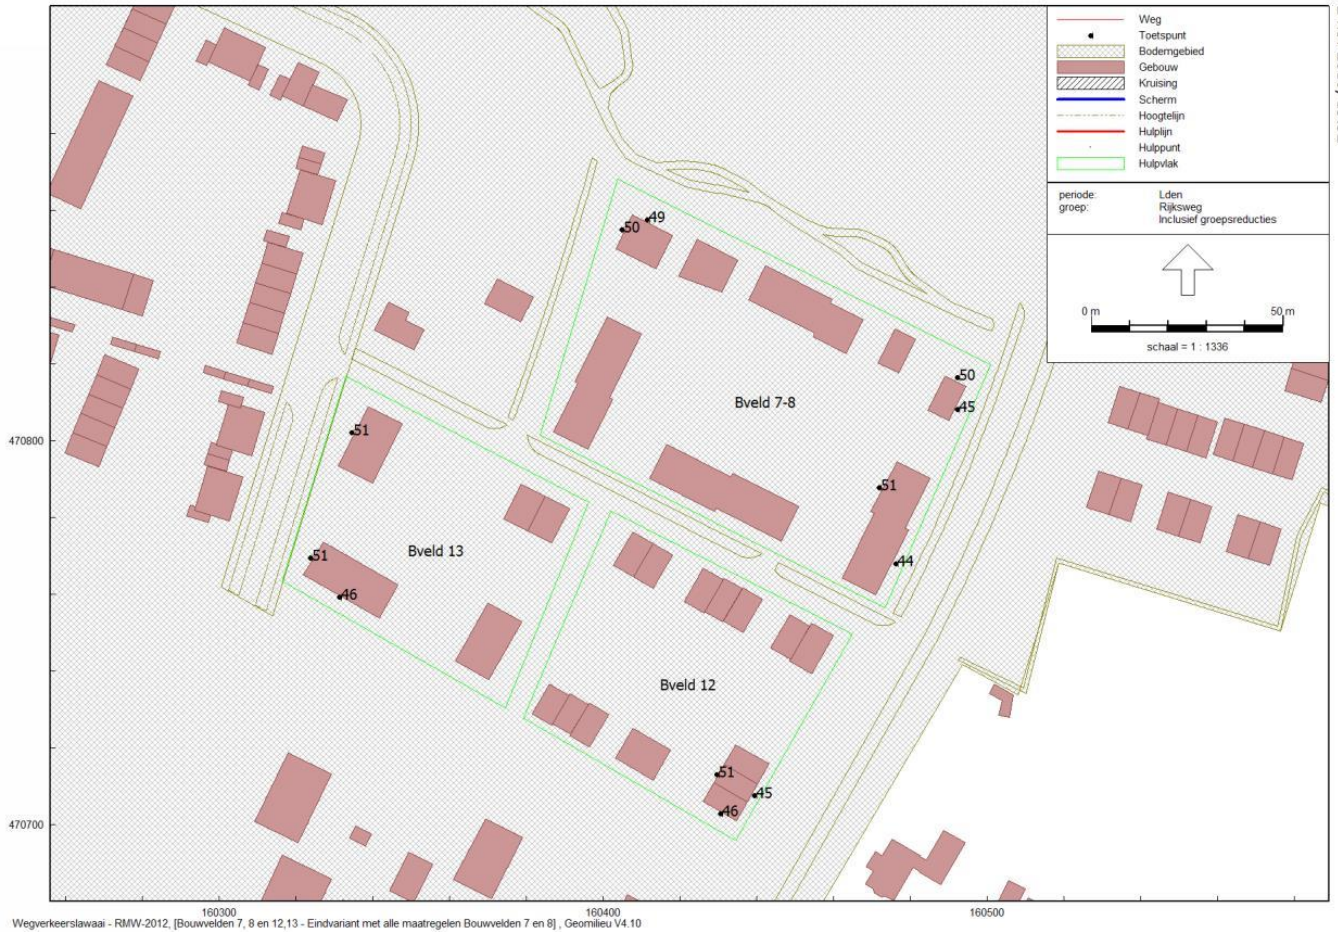 Weg
Toetspunt
Bodemgebied
Gebouw
Kruising
Scherm
Hoogtelijn
Hulplijn
Hulppunt
Hulpvlak
periode: Lden
groep: Rijksweg
Inclusief groepsreducties
0 m 50 m
schaal = 1 : 1336
49
50
50
45
Bveld 7-8
470800
51
51
Bveld 13
51
44
46
Bveld 12
51
45
46
470700
160300 160400 160500
Wegverkeerslawaai - RMW-2012, [Bouwvelden 7, 8 en 12,13 - Eindvariant met alle maatregelen Bouwvelden 7 en 8] , Geomilieu V4.10